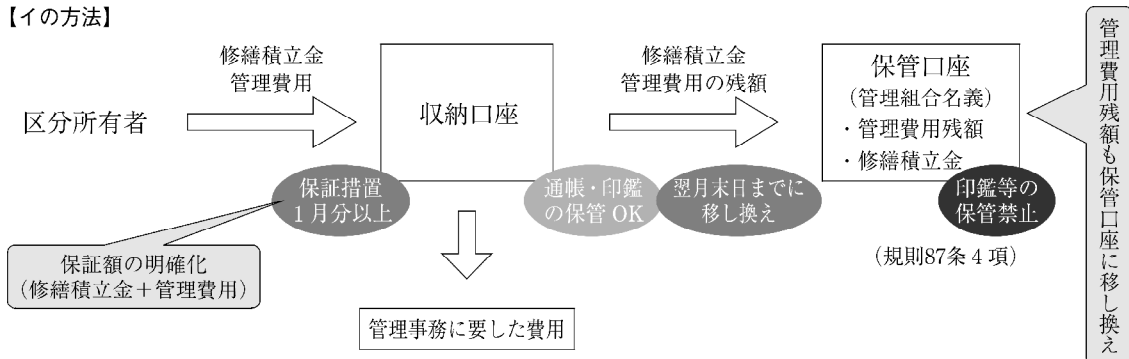 【イの方法】
修繕積立金
管理費用
区分所有者
収納口座
修繕積立金
管理費用の残額
保管口座
（管理組合名義）
・管理費用残額
・修繕積立金
保証措置
1月分以上
通帳・印鑑
の保管 OK
翌月末日までに
移し換え
印鑑等の
保管禁止
（規則87条4項）
保証額の明確化
（修繕積立金＋管理費用）
管理事務に要した費用
管理費用残額も保管口座に移し換え